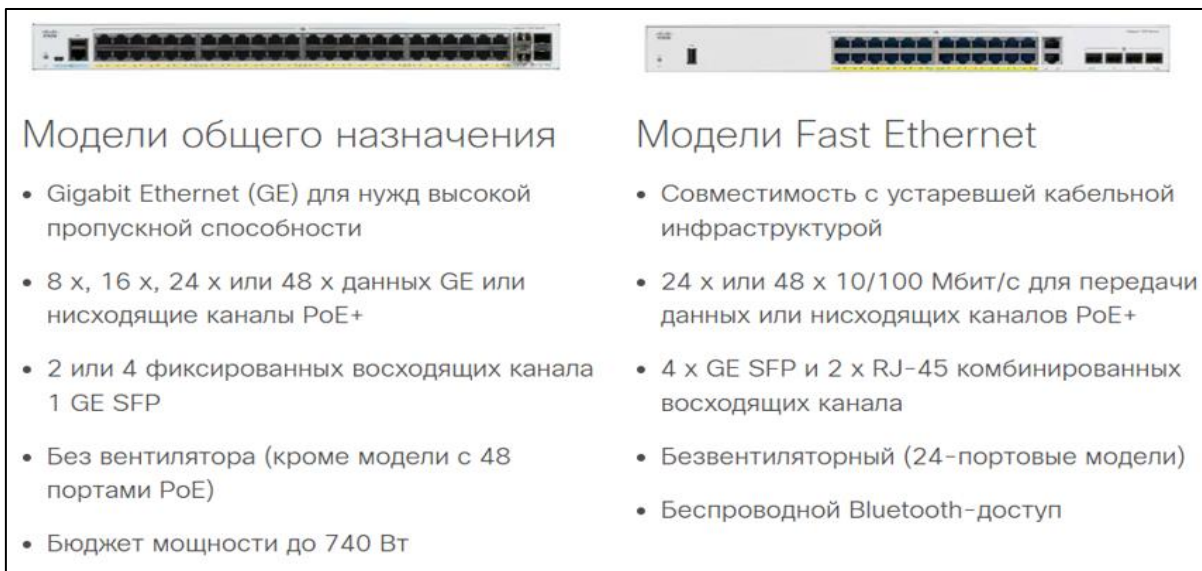 Модели общего назначения
• Gigabit Ethernet (GE) для нужд высокой
пропускной способности
• 8 x, 16 x, 24 x или 48 x данных GE или
нисходящие каналы PoE+
• 2 или 4 фиксированных восходящих канала
1 GE SFP
• Без вентилятора (кроме модели с 48
портами PoE)
• Бюджет мощности до 740 Вт
Модели Fast Ethernet
• Совместимость с устаревшей кабельной
инфраструктурой
• 24 x или 48 x 10/100 Мбит/с для передачи
данных или нисходящих каналов PoE+
• 4 x GE SFP и 2 x RJ-45 комбинированных
восходящих канала
• Безвентиляторный (24-портовые модели)
• Беспроводной Bluetooth-доступ